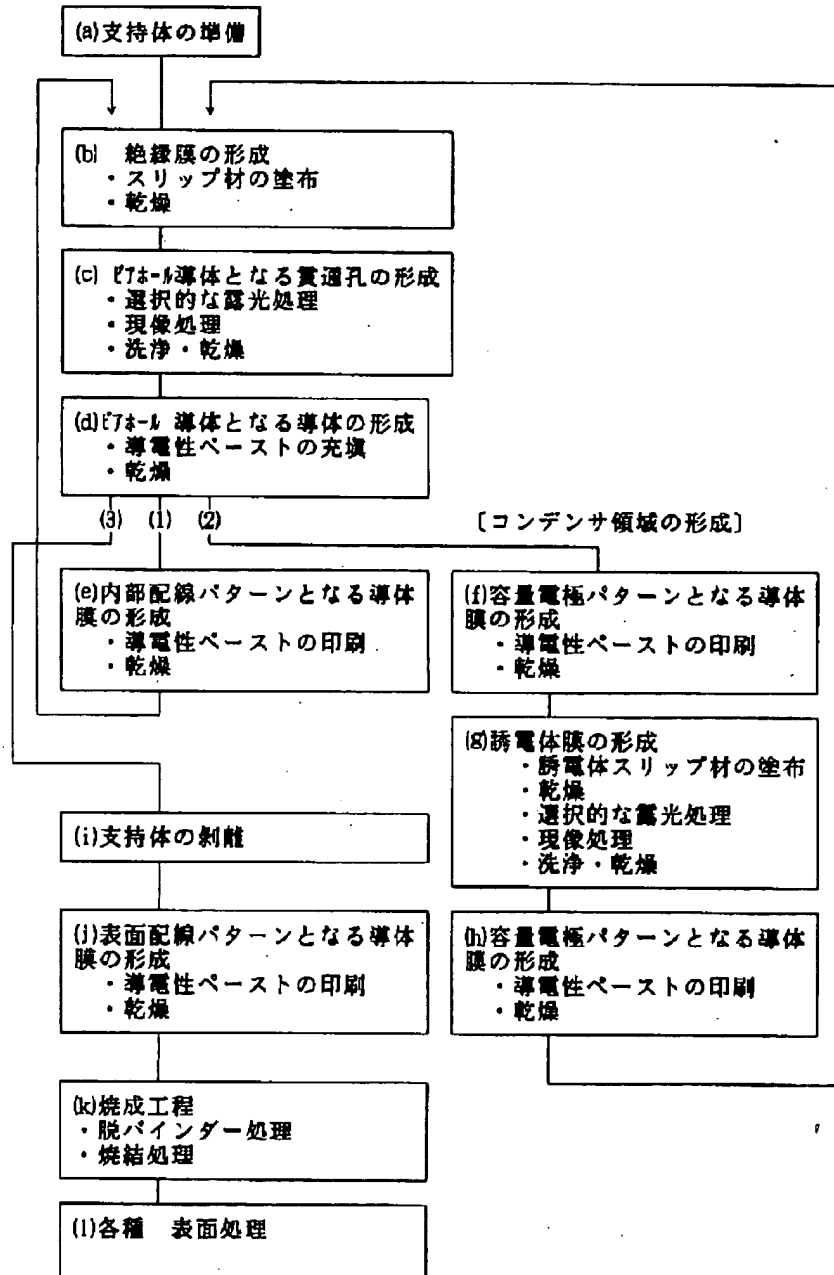 (a)支持体の準備
(b) 絶縁膜の形成
・スリップ材の塗布
・乾燥
(c) ビアホール導体となる貫通孔の形成
・選択的な露光処理
・現像処理
・洗浄・乾燥
(d)ビアホール 導体となる導体の形成
・導電性ペーストの充填
・乾燥
(3) (1) (2)
(e)内部配線パターンとなる導体
膜の形成
・導電性ペーストの印刷
・乾燥
〔コンデンサ領域の形成〕
(f)容量電極パターンとなる導体
膜の形成
・導電性ペーストの印刷
・乾燥
(g)誘電体膜の形成
・誘電体スリップ材の塗布
・乾燥
・選択的な露光処理
・現像処理
・洗浄・乾燥
(h)容量電極パターンとなる導体
膜の形成
・導電性ペーストの印刷
・乾燥
(i)支持体の剥離
(j)表面配線パターンとなる導体
膜の形成
・導電性ペーストの印刷
・乾燥
(k)焼成工程
・脱バインダー処理
・焼結処理
(l)各種 表面処理